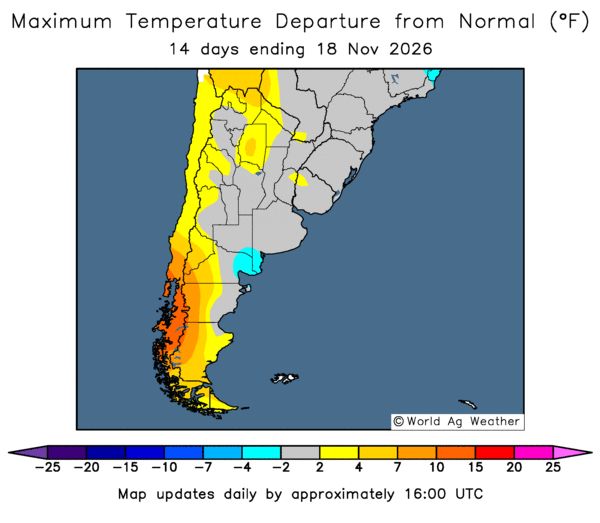 Maximum Temperature Departure from Normal (°F)
14 days ending 18 Nov 2026
© World Ag Weather
-25 -20 -15 -10 -7 -4 -2 2 4 7 10 15 20 25
Map updates daily by approximately 16:00 UTC